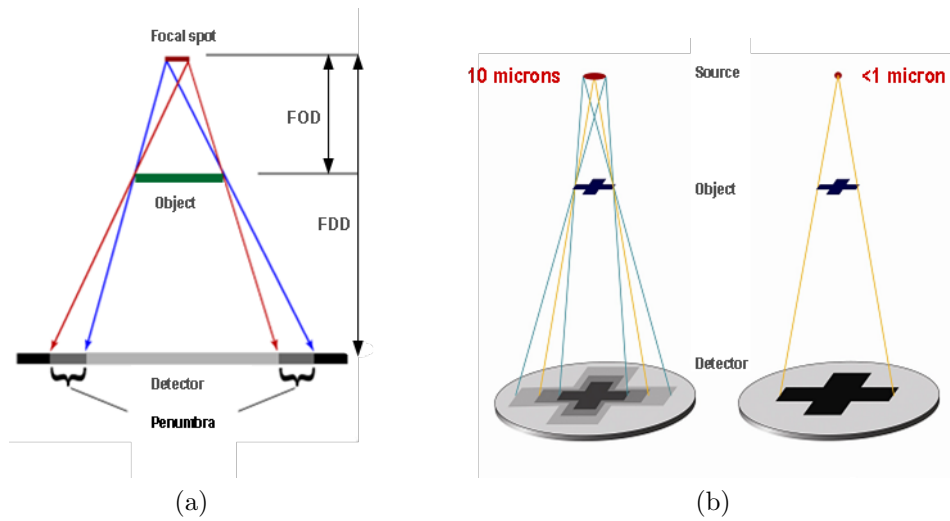 Focal spot
FOD
Object
FDD
Detector
Penumbra
(a)
10 microns
Source
<1 micron
Object
Detector
(b)